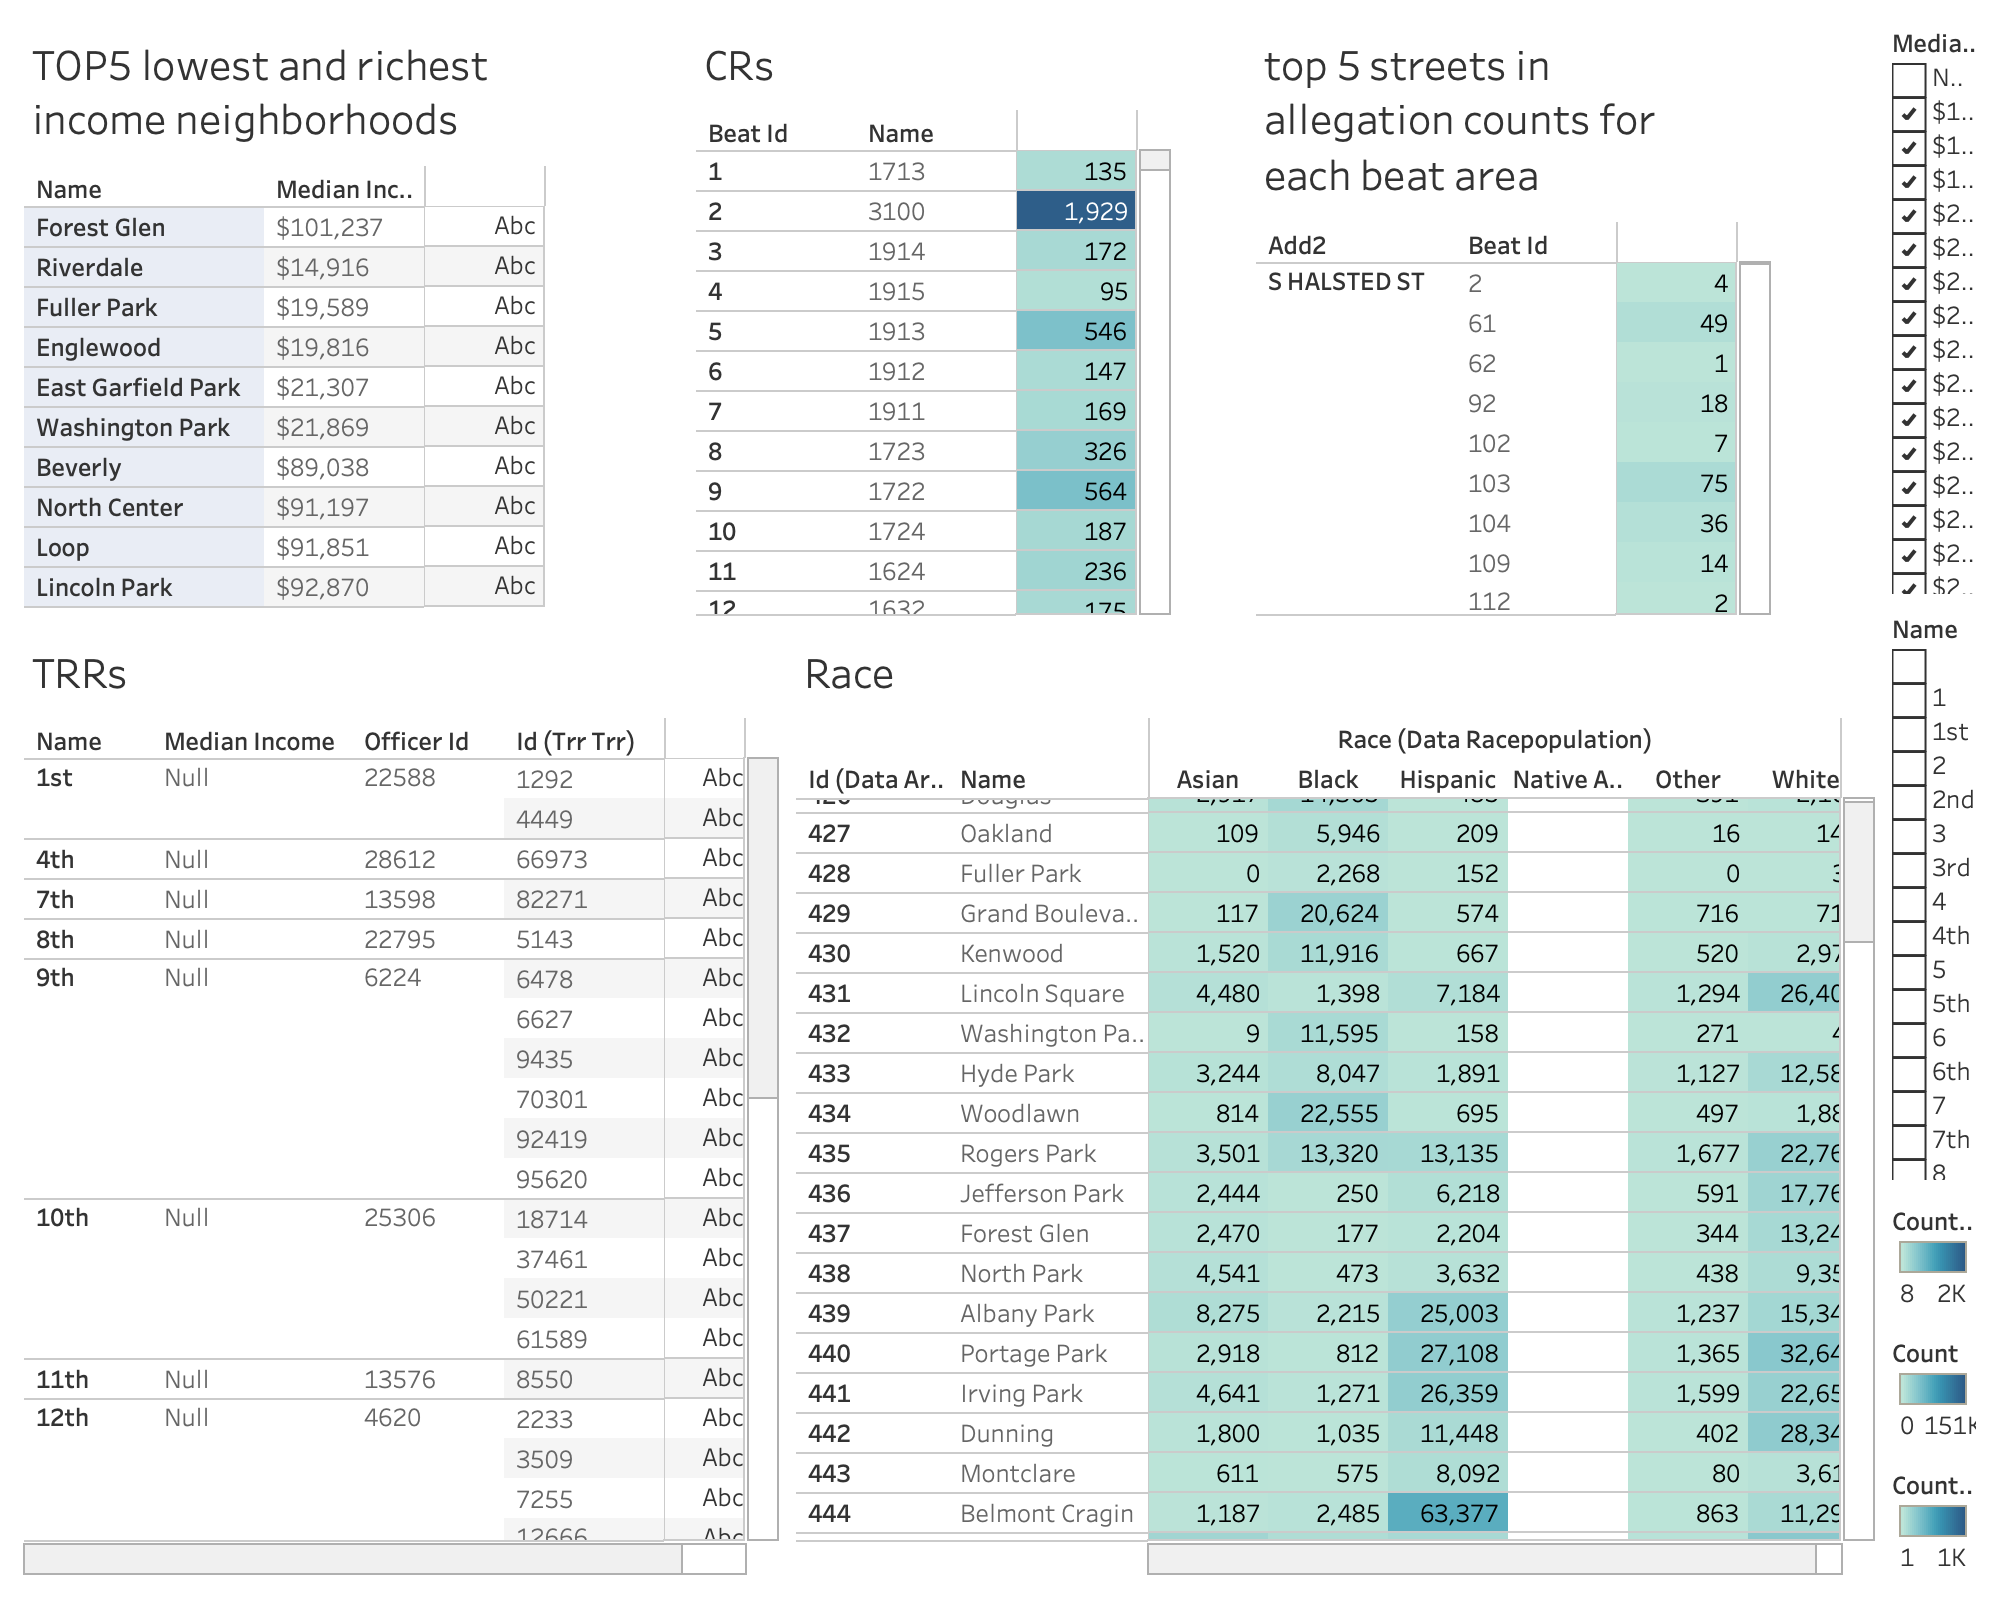 TOP5 lowest and richest
income neighborhoods
Name Median Inc..
Forest Glen $101,237 Abc
Riverdale $14,916 Abc
Fuller Park $19,589 Abc
Englewood $19,816 Abc
East Garfield Park $21,307 Abc
Washington Park $21,869 Abc
Beverly $89,038 Abc
North Center $91,197 Abc
Loop $91,851 Abc
Lincoln Park $92,870 Abc
CRs
Beat Id Name
1 1713 135
2 3100 1,929
3 1914 172
4 1915 95
5 1913 546
6 1912 147
7 1911 169
8 1723 326
9 1722 564
10 1724 187
11 1624 236
12 1632 175
top 5 streets in
allegation counts for
each beat area
Add2 Beat Id
S HALSTED ST 2 4
61 49
62 1
92 18
102 7
103 75
104 36
109 14
112 2
Media..
N..
$1..
$1..
$1..
$2..
$2..
$2..
$2..
$2..
$2..
$2..
$2..
$2..
$2..
$2..
$2..
TRRs
Name Median Income Officer Id Id (Trr Trr)
1st Null 22588 1292 Abc
4449 Abc
4th Null 28612 66973 Abc
7th Null 13598 82271 Abc
8th Null 22795 5143 Abc
9th Null 6224 6478 Abc
6627 Abc
9435 Abc
70301 Abc
92419 Abc
95620 Abc
10th Null 25306 18714 Abc
37461 Abc
50221 Abc
61589 Abc
11th Null 13576 8550 Abc
12th Null 4620 2233 Abc
3509 Abc
7255 Abc
12666 Abc
Race
Race (Data Racepopulation)
Id (Data Ar.. Name Asian Black Hispanic Native A.. Other White
Douglas
427 Oakland 109 5,946 209 16 14
428 Fuller Park 0 2,268 152 0
429 Grand Bouleva.. 117 20,624 574 716 71
430 Kenwood 1,520 11,916 667 520 2,97
431 Lincoln Square 4,480 1,398 7,184 1,294 26,40
432 Washington Pa.. 9 11,595 158 271
433 Hyde Park 3,244 8,047 1,891 1,127 12,58
434 Woodlawn 814 22,555 695 497 1,88
435 Rogers Park 3,501 13,320 13,135 1,677 22,76
436 Jefferson Park 2,444 250 6,218 591 17,76
437 Forest Glen 2,470 177 2,204 344 13,24
438 North Park 4,541 473 3,632 438 9,35
439 Albany Park 8,275 2,215 25,003 1,237 15,34
440 Portage Park 2,918 812 27,108 1,365 32,64
441 Irving Park 4,641 1,271 26,359 1,599 22,65
442 Dunning 1,800 1,035 11,448 402 28,34
443 Montclare 611 575 8,092 80 3,61
444 Belmont Cragin 1,187 2,485 63,377 863 11,29
Name
1
1st
2
2nd
3
3rd
4
4th
5
5th
6
6th
7
7th
8
Count..
8 2K
Count
0 151K
Count..
1 1K